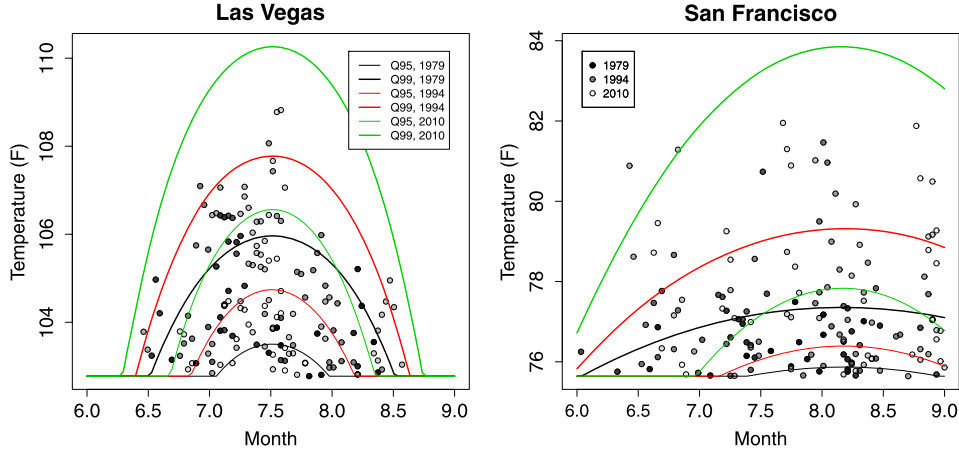 Las Vegas
Temperature (F)
110
108
106
104
6.0 6.5 7.0 7.5 8.0 8.5 9.0
Month
Q95, 1979
Q99, 1979
Q95, 1994
Q99, 1994
Q95, 2010
Q99, 2010
San Francisco
Temperature (F)
84
82
80
78
76
6.0 6.5 7.0 7.5 8.0 8.5 9.0
Month
1979
1994
2010